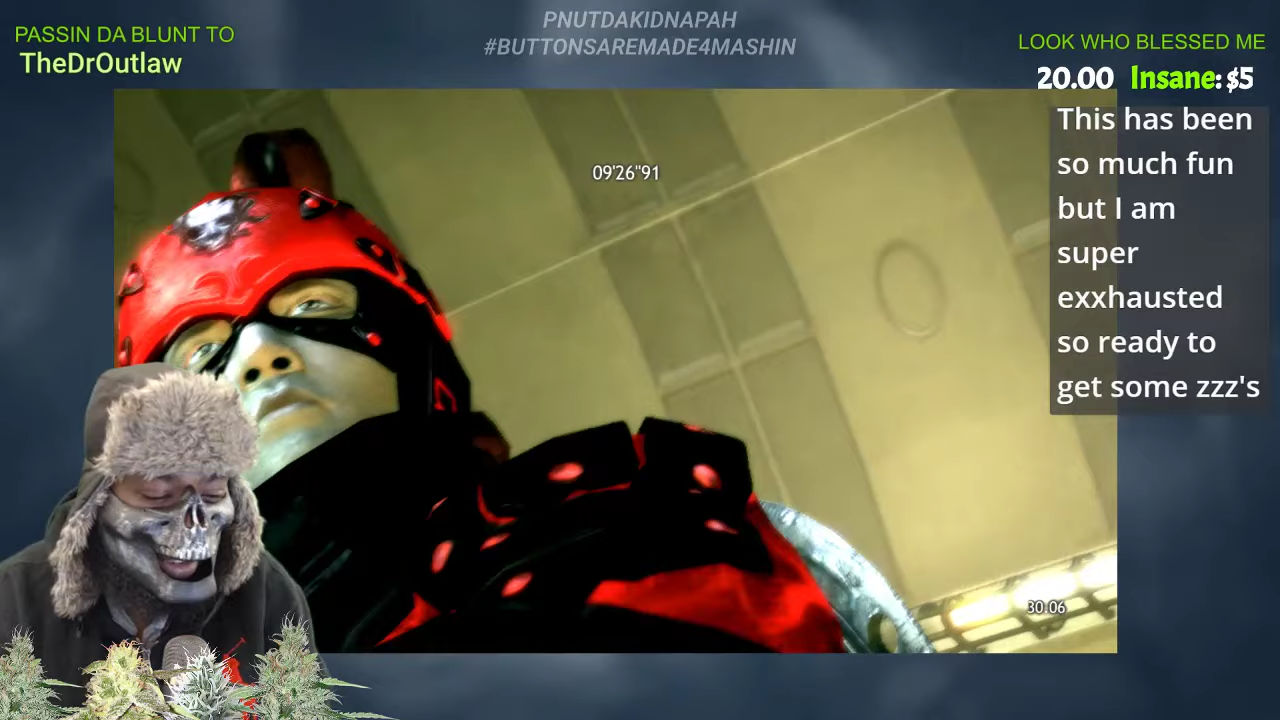 PASSIN DA BLUNT TO
TheDrOutlaw
PNUTDAKIDNAPAH
#BUTTONSAREMADE4MASHIN
LOOK WHO BLESSED ME
20.00 Insane: $5
This has been
so much fun
but I am
super
exxhausted
so ready to
get some zzz's
09'26"91
30:06